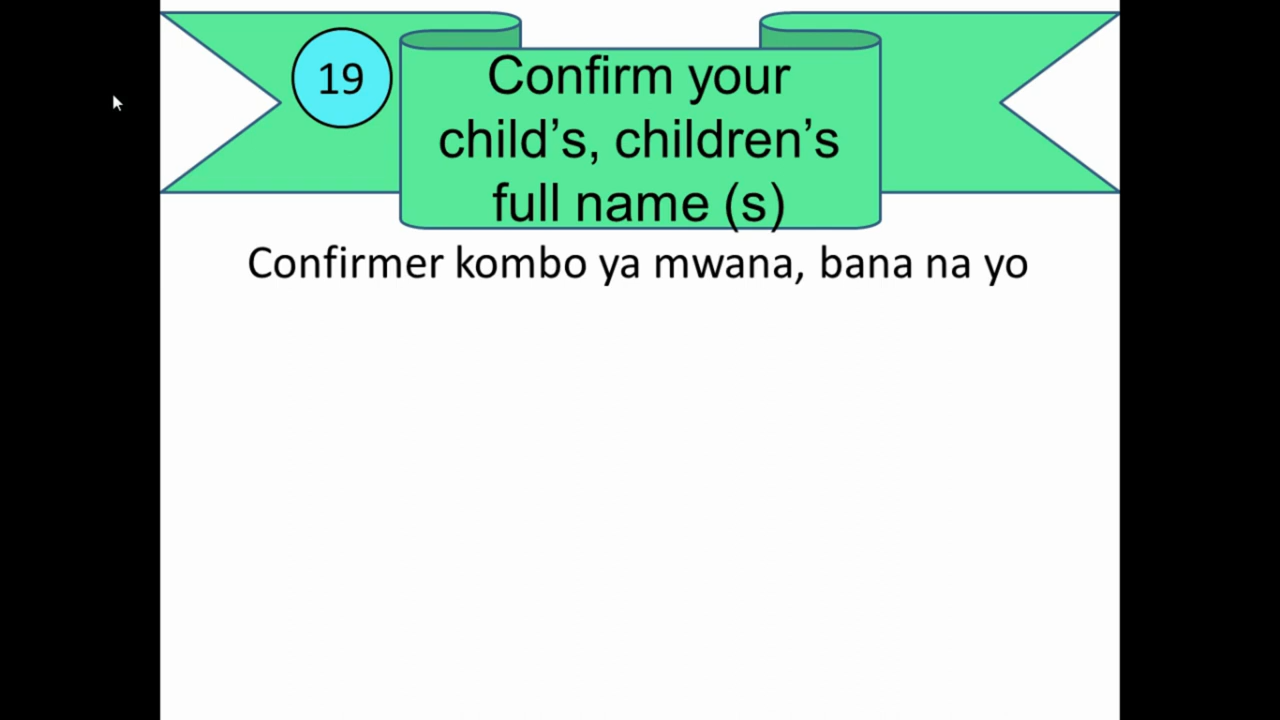 19
Confirm your
child’s, children’s
full name (s)
Confirmer kombo ya mwana, bana na yo